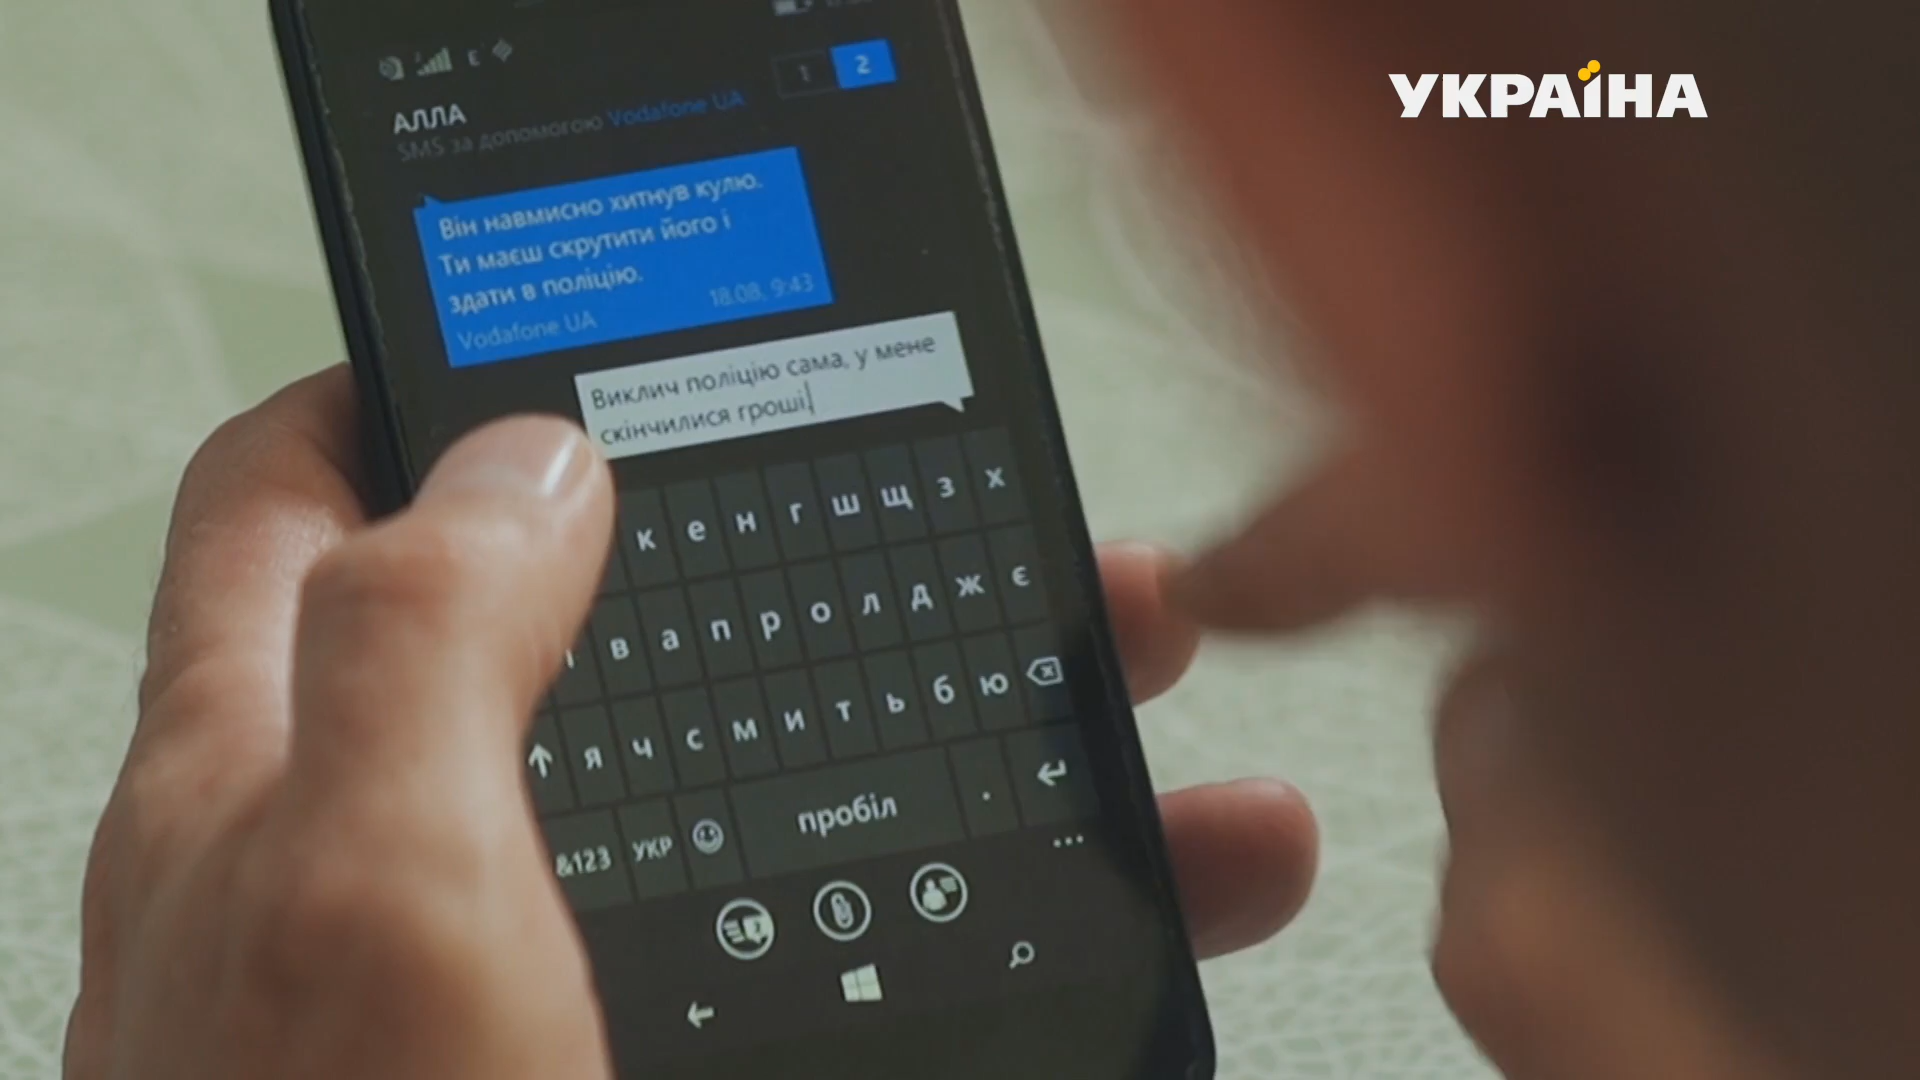 УКРАЇНА
Е
1 2
АЛЛА
SMS за допомогою Vodafone UA
Він навмисно хитнув кулю.
Ти маєш скрутити його і
здати в поліцію.
18.08, 9:43
Vodafone UA
Виклич поліцію сама, у мене
скінчилися гроші.
к е н г ш щ з х
і в а п р о л д ж є
я ч с м и т ь б ю
&123 УКР пробіл .